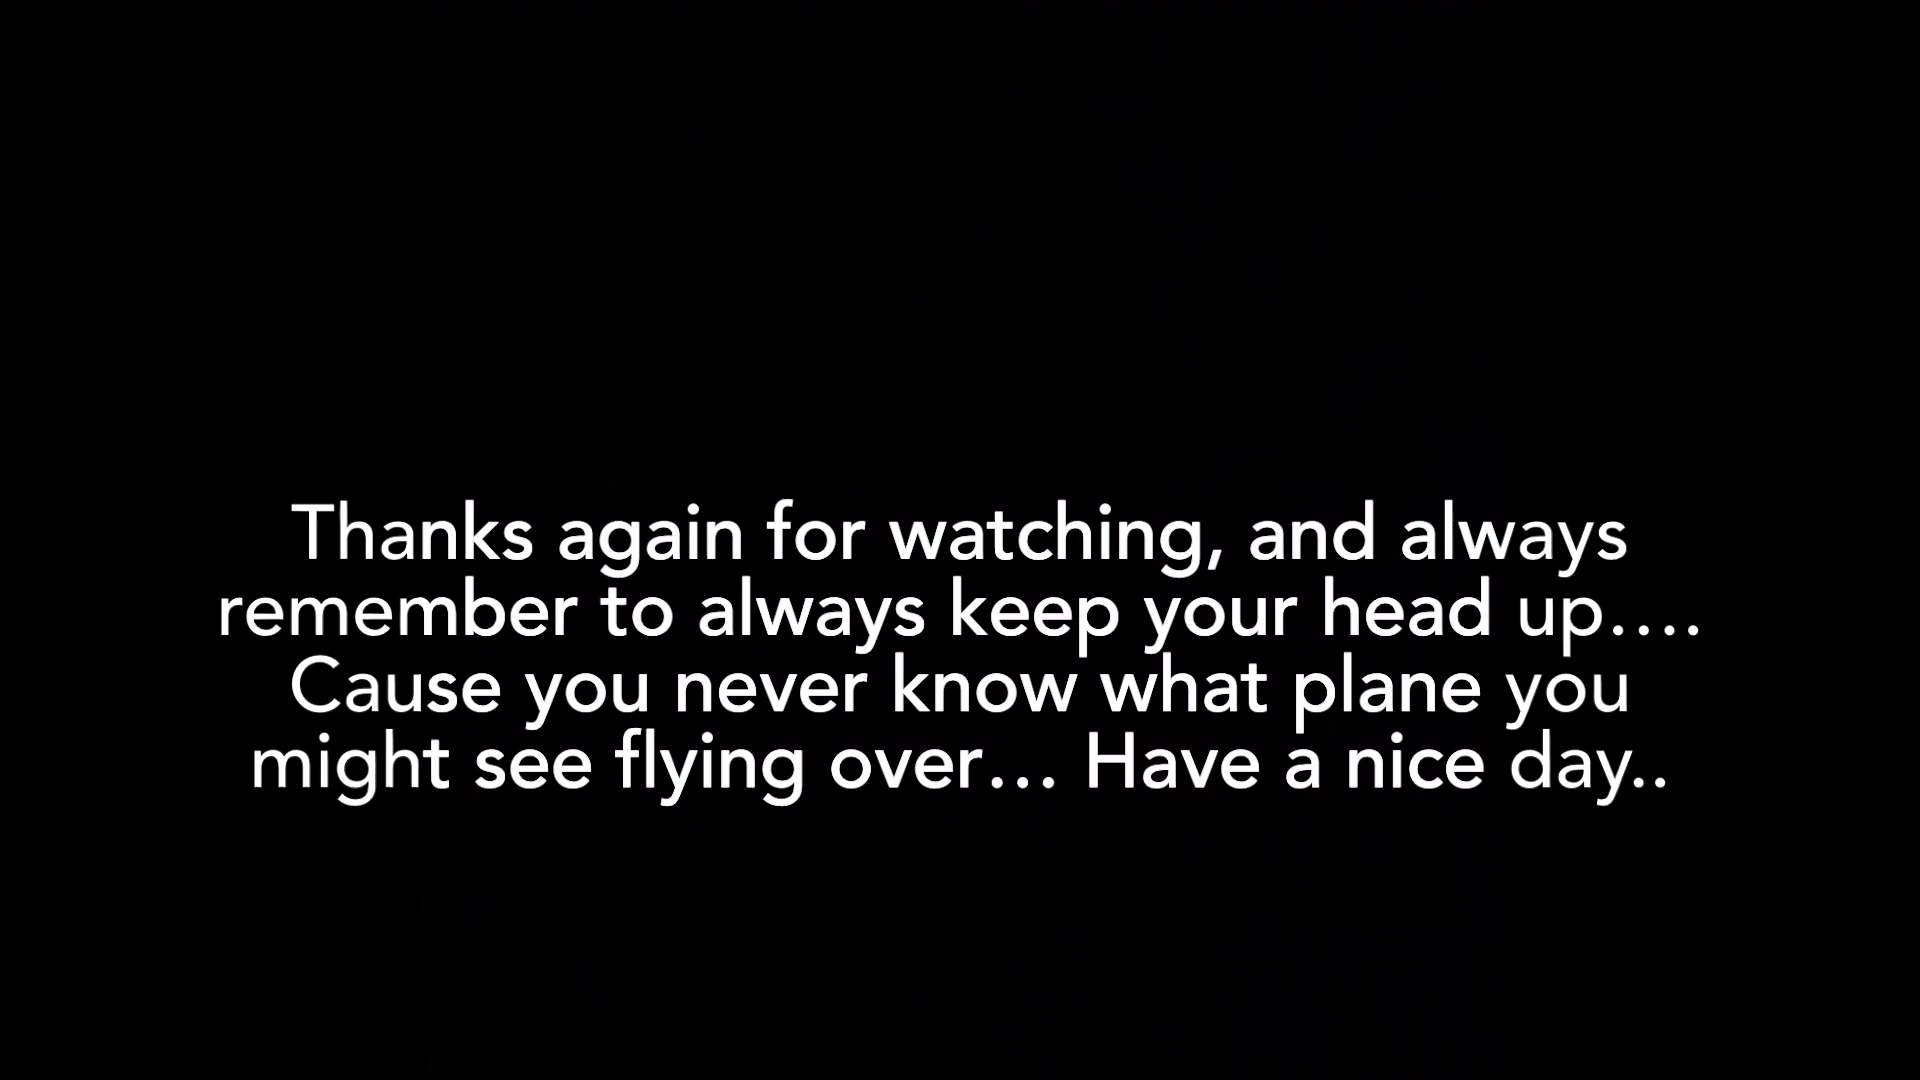 Thanks again for watching, and always
remember to always keep your head up....
Cause you never know what plane you
might see flying over... Have a nice day..